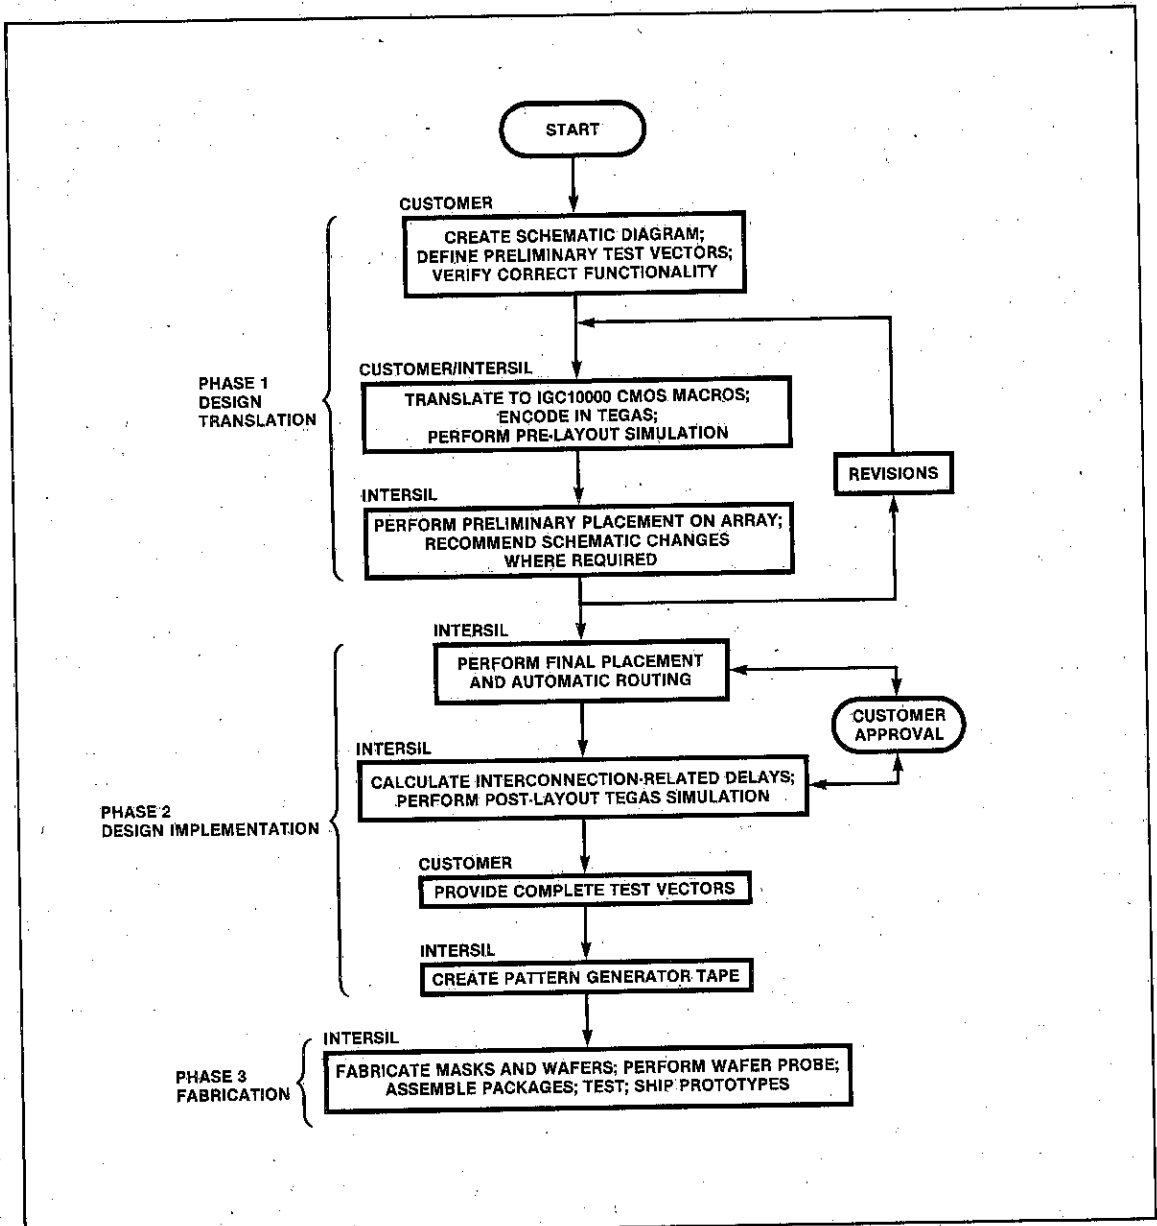 START
CUSTOMER
CREATE SCHEMATIC DIAGRAM;
DEFINE PRELIMINARY TEST VECTORS;
VERIFY CORRECT FUNCTIONALITY
PHASE 1
DESIGN
TRANSLATION
CUSTOMER/INTERSIL
TRANSLATE TO IGC10000 CMOS MACROS;
ENCODE IN TEGAS;
PERFORM PRE-LAYOUT SIMULATION
REVISIONS
INTERSIL
PERFORM PRELIMINARY PLACEMENT ON ARRAY;
RECOMMEND SCHEMATIC CHANGES
WHERE REQUIRED
INTERSIL
PERFORM FINAL PLACEMENT
AND AUTOMATIC ROUTING
CUSTOMER
APPROVAL
INTERSIL
CALCULATE INTERCONNECTION-RELATED DELAYS;
PERFORM POST-LAYOUT TEGAS SIMULATION
PHASE 2
DESIGN IMPLEMENTATION
CUSTOMER
PROVIDE COMPLETE TEST VECTORS
INTERSIL
CREATE PATTERN GENERATOR TAPE
INTERSIL
PHASE 3
FABRICATION
FABRICATE MASKS AND WAFERS; PERFORM WAFER PROBE;
ASSEMBLE PACKAGES; TEST; SHIP PROTOTYPES